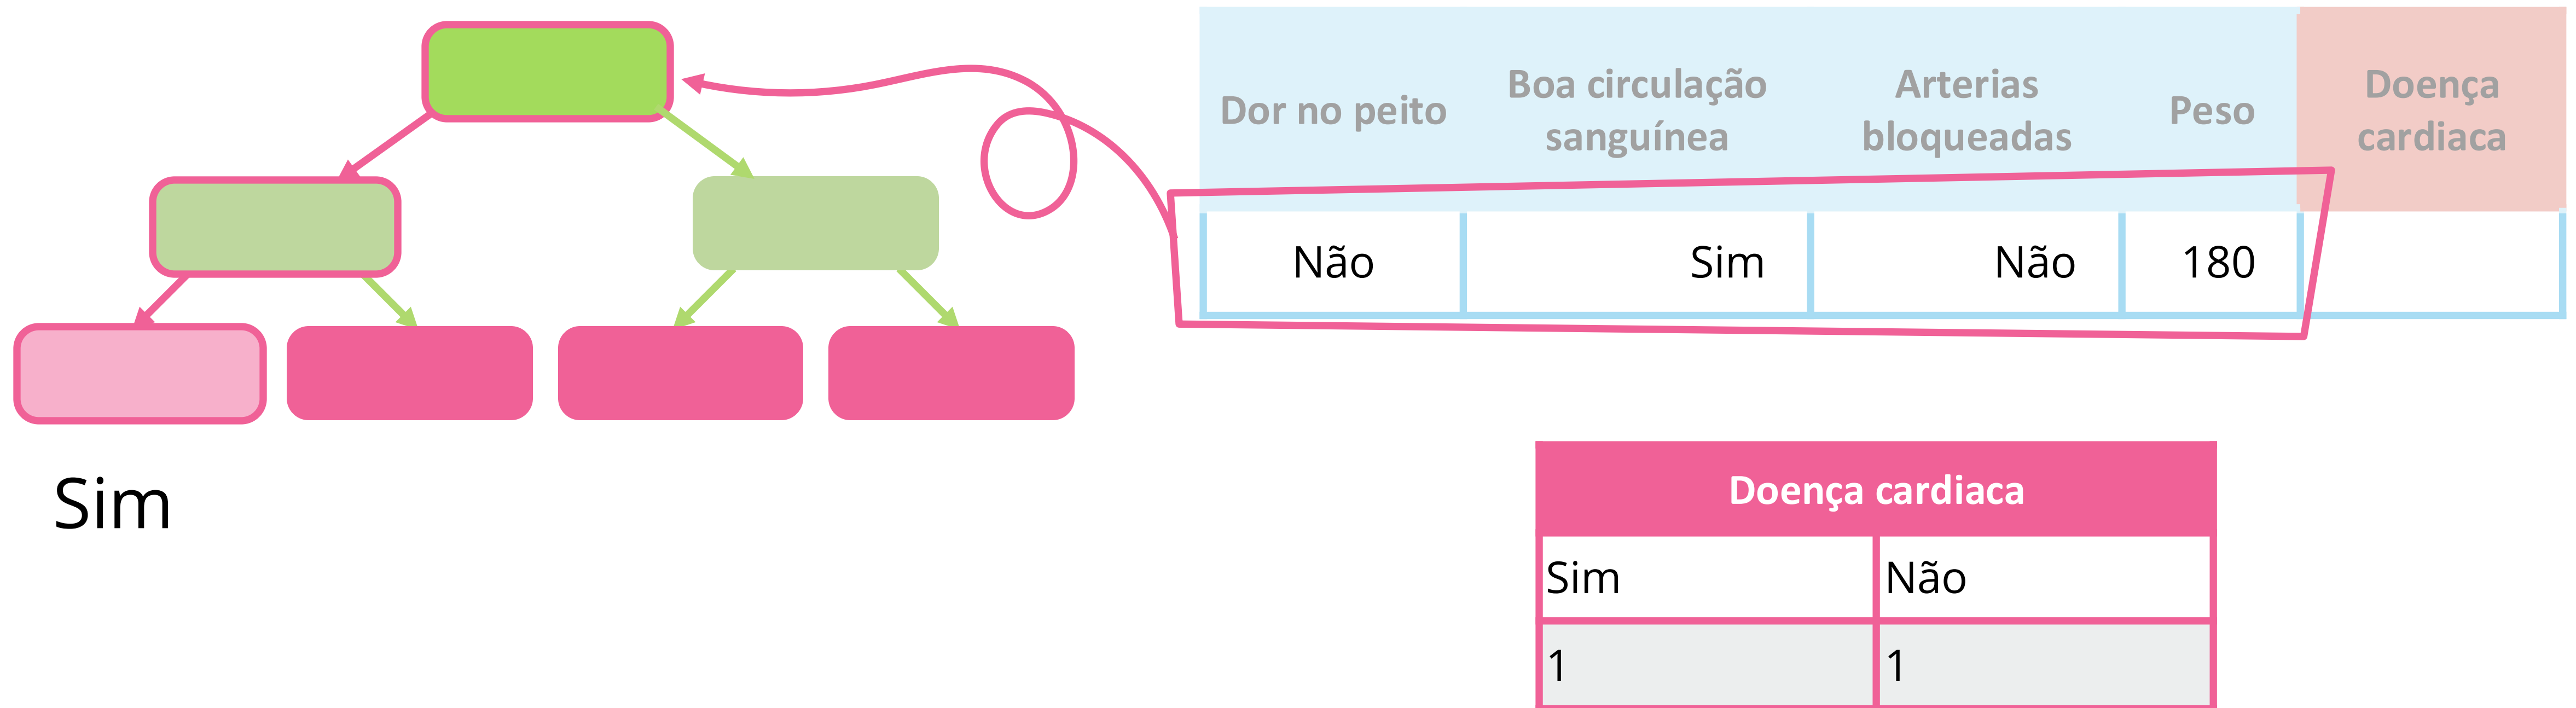 Dor no peito
Boa circulação
sanguínea
Arterias
bloqueadas
Peso
Doença
cardiaca
Não
Sim
Não
180
Sim
Doença cardiaca
Sim
Não
1
1